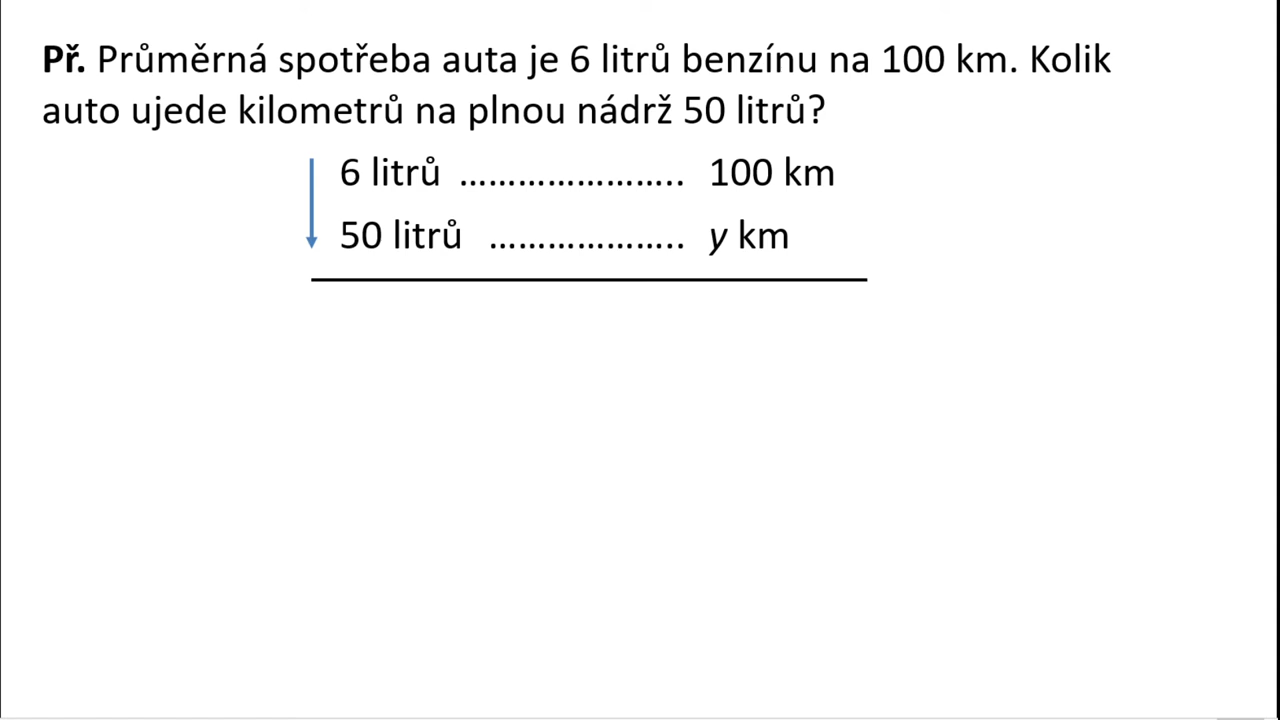 Př. Průměrná spotřeba auta je 6 litrů benzínu na 100 km. Kolik
auto ujede kilometrů na plnou nádrž 50 litrů?
6 litrů ………………….. 100 km
50 litrů ……………….. y km